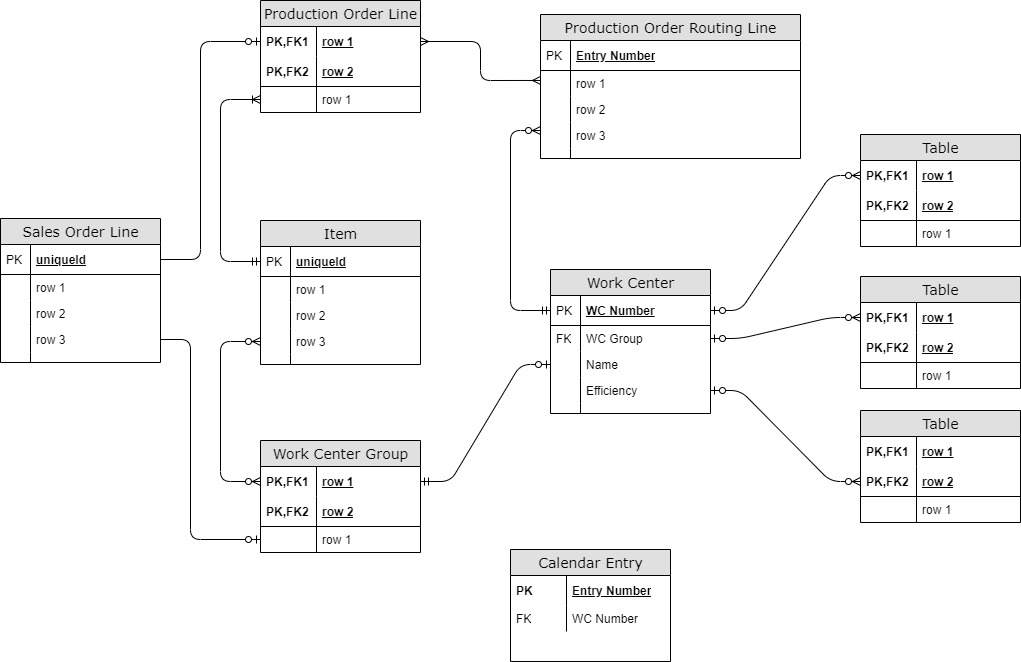 Production Order Line
PK,FK1 row 1
PK,FK2 row 2
row 1
Production Order Routing Line
PK Entry Number
row 1
row 2
row 3
Table
PK,FK1 row 1
PK,FK2 row 2
row 1
Sales Order Line
PK uniqueId
row 1
row 2
row 3
Item
PK uniqueId
row 1
row 2
row 3
Work Center
PK WC Number
FK WC Group
Name
Efficiency
Table
PK,FK1 row 1
PK,FK2 row 2
row 1
Work Center Group
PK,FK1 row 1
PK,FK2 row 2
row 1
Table
PK,FK1 row 1
PK,FK2 row 2
row 1
Calendar Entry
PK Entry Number
FK WC Number